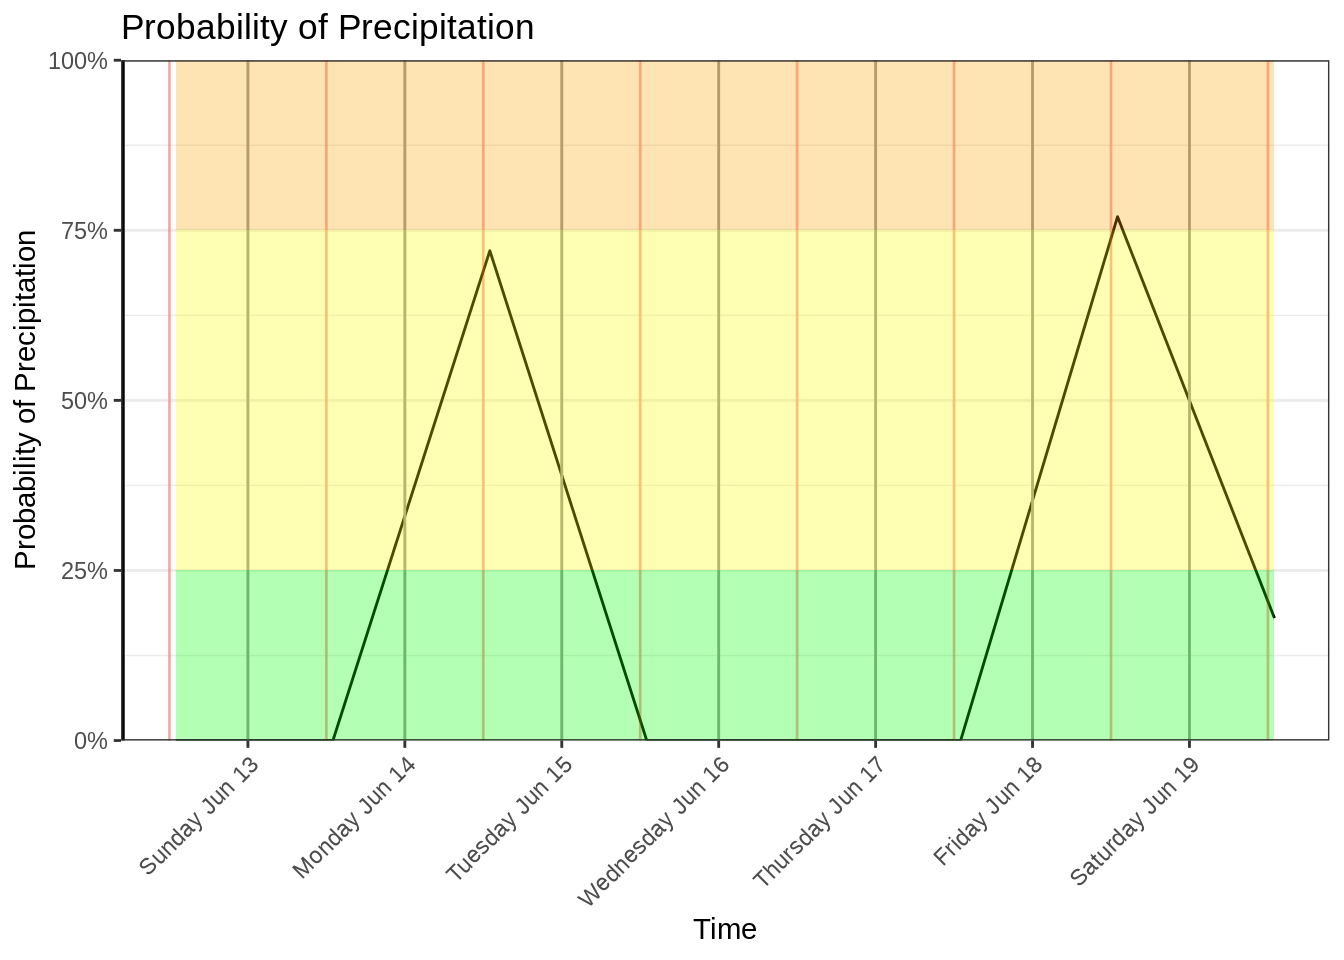 Probability of Precipitation
Probability of Precipitation
100%
75%
50%
25%
0%
Sunday Jun 13
Monday Jun 14
Tuesday Jun 15
Wednesday Jun 16
Thursday Jun 17
Friday Jun 18
Saturday Jun 19
Time